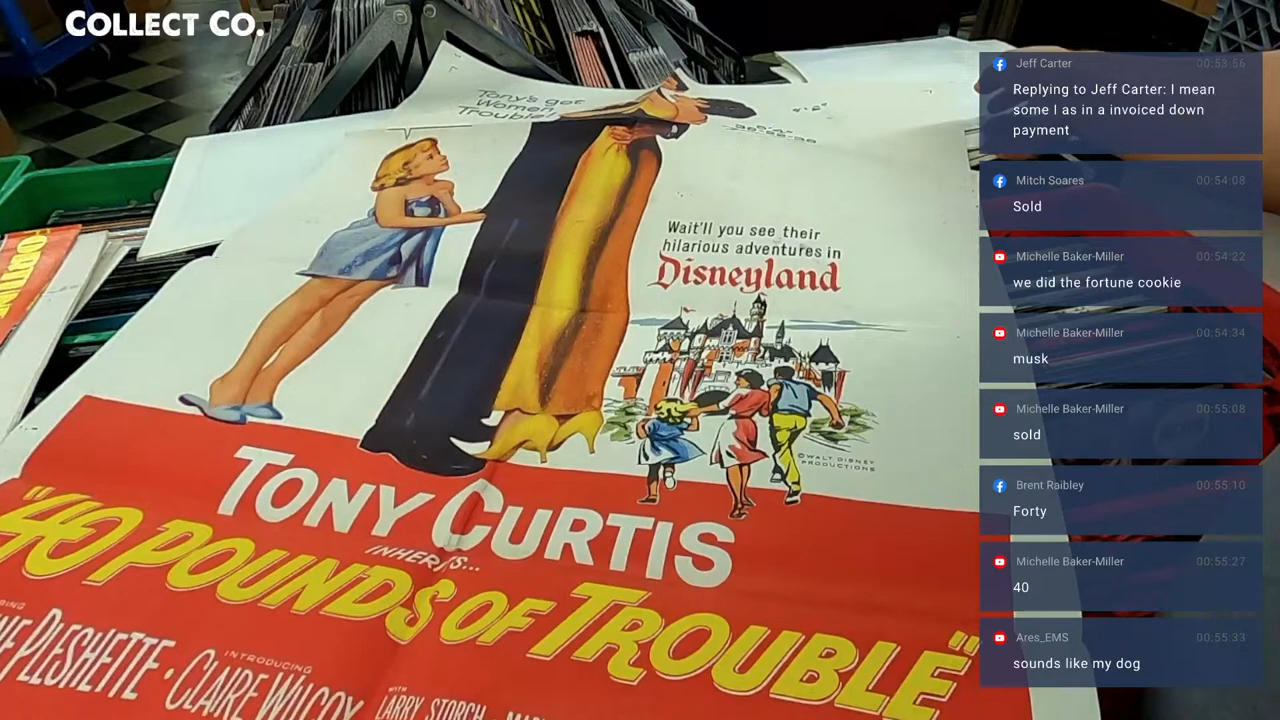 COLLECT CO.
Tony's got
Women
Trouble!
Wait'll you see their
hilarious adventures in
Disneyland
©WALT DISNEY
PRODUCTIONS
TONY CURTIS
INHERITS...
"40 POUNDS OF TROUBLE"
PLESHETTE · INTRODUCING
CLAIRE WILCOX
WITH
LARRY STORCH
Jeff Carter 00:53:56
Replying to Jeff Carter: I mean
some I as in a invoiced down
payment
Mitch Soares 00:54:08
Sold
Michelle Baker-Miller 00:54:22
we did the fortune cookie
Michelle Baker-Miller 00:54:34
musk
Michelle Baker-Miller 00:55:08
sold
Brent Raibley 00:55:10
Forty
Michelle Baker-Miller 00:55:27
40
Ares_EMS 00:55:33
sounds like my dog